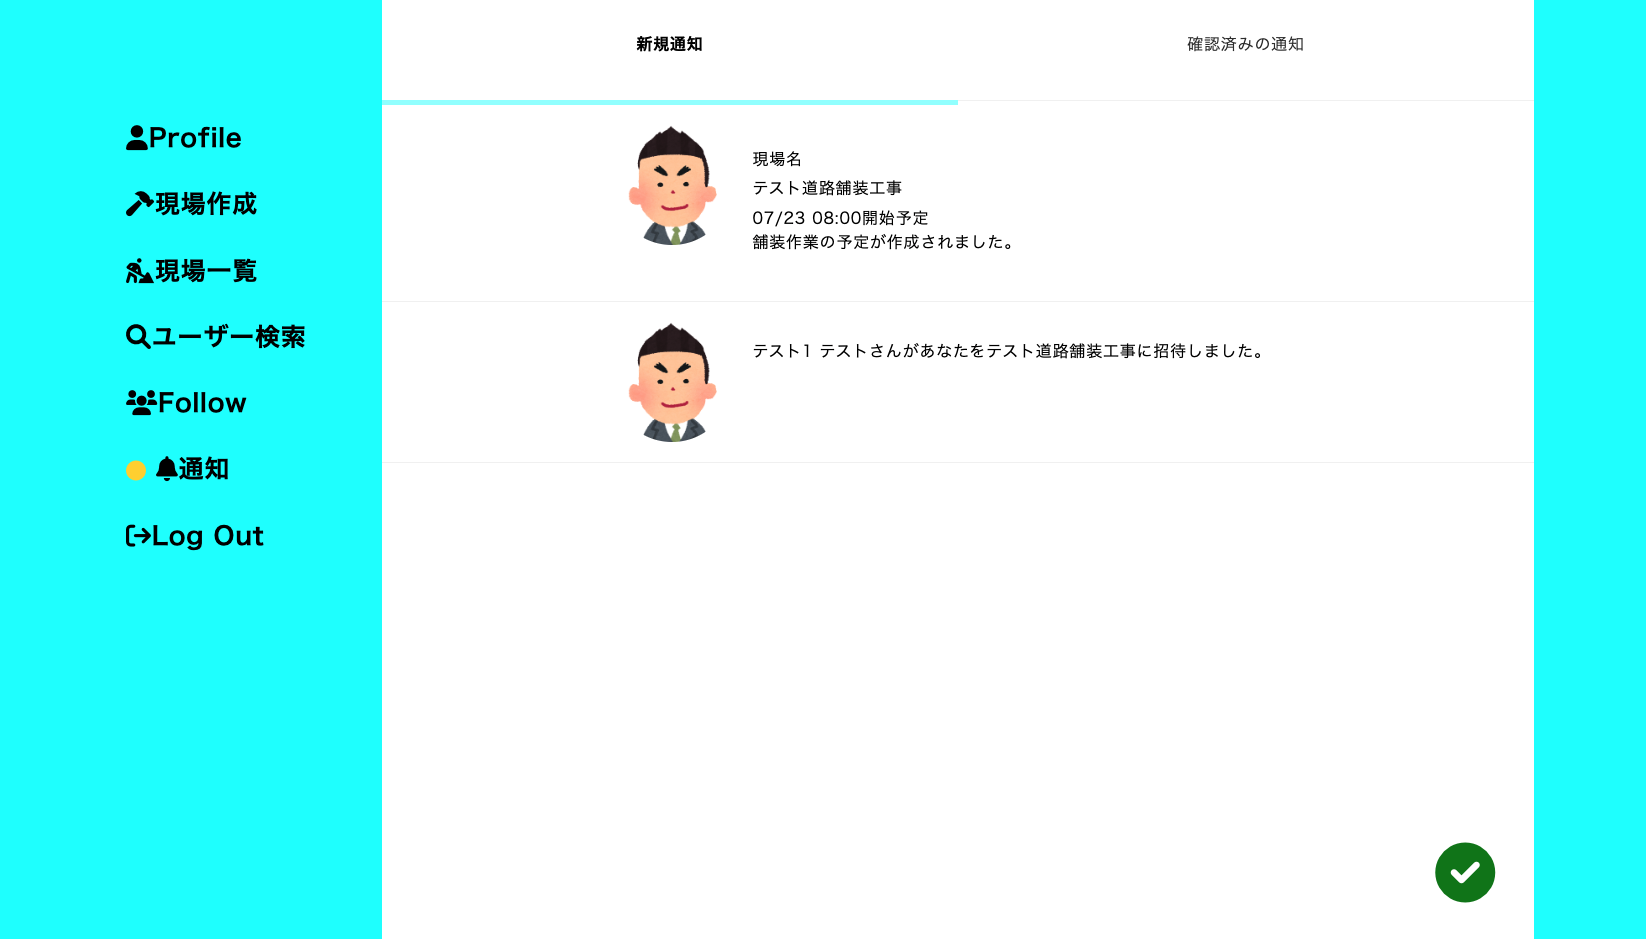 Profile
現場作成
現場一覧
ユーザー検索
Follow
通知
Log Out
新規通知
確認済みの通知
現場名
テスト道路舗装工事
07/23 08:00開始予定
舗装作業の予定が作成されました。
テスト1 テストさんがあなたをテスト道路舗装工事に招待しました。